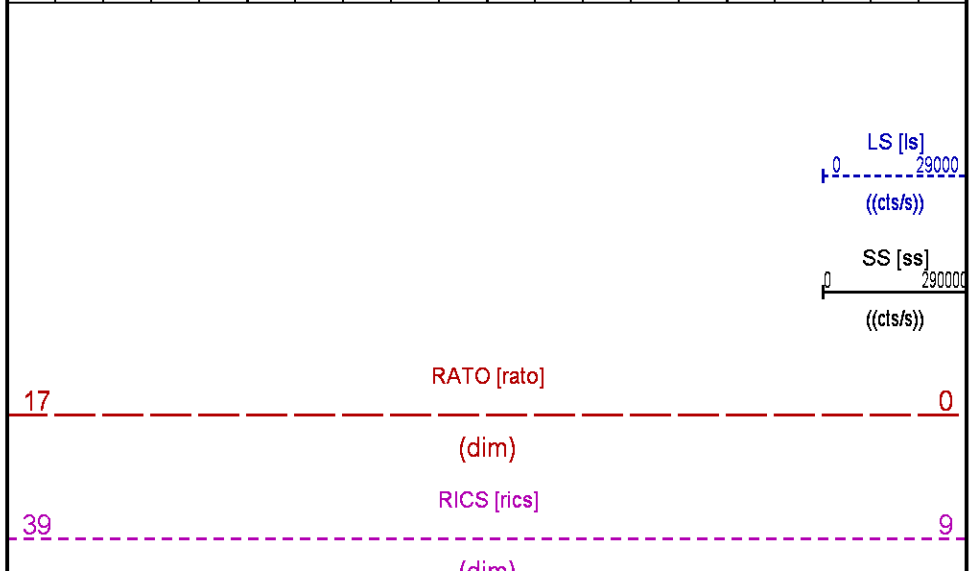 LS [ls]
0 29000
((cts/s))
SS [ss]
0 290000
((cts/s))
RATO [rato]
17 0
(dim)
RICS [rics]
39 9
(dim)